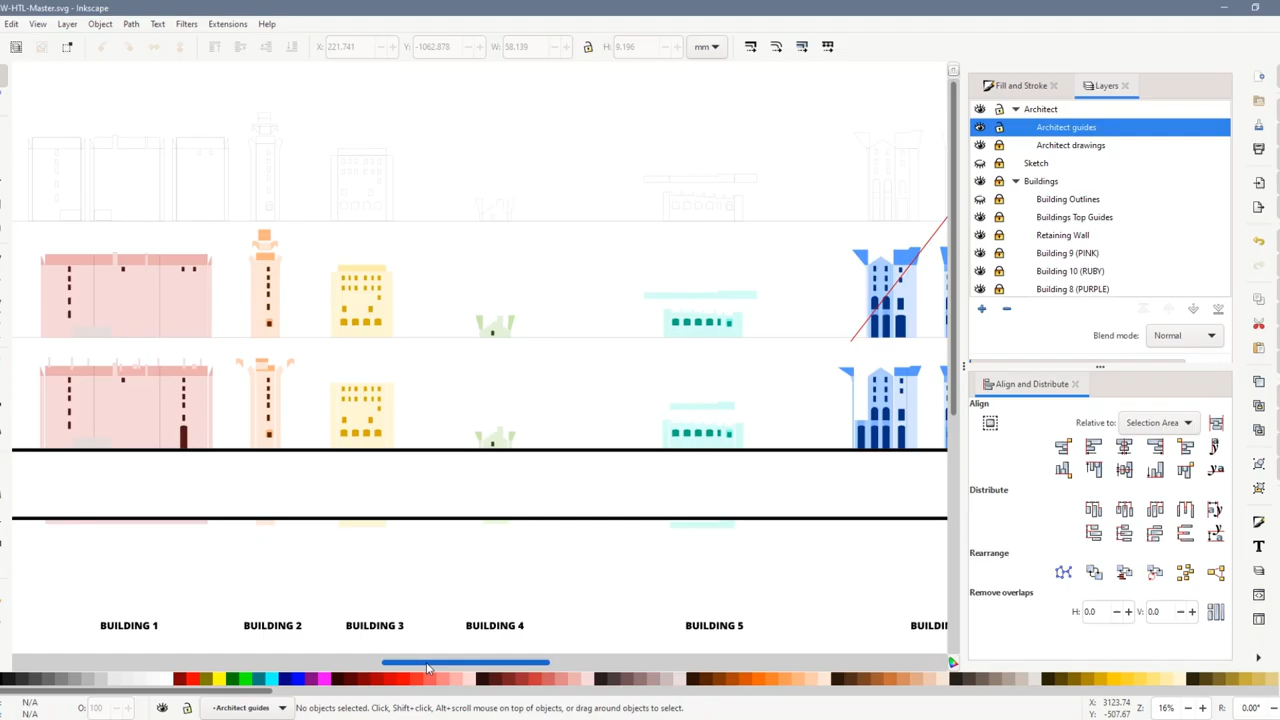 W-HTL-Master.svg - Inkscape
Edit View Layer Object Path Text Filters Extensions Help
X: 221.741 Y: -1062.878 W: 58.139 H: 9.196 mm
Fill and Stroke Layers
Architect
Architect guides
Architect drawings
Sketch
Buildings
Building Outlines
Buildings Top Guides
Retaining Wall
Building 9 (PINK)
Building 10 (RUBY)
Building 8 (PURPLE)
Blend mode: Normal
Align and Distribute
Align
Relative to: Selection Area
Distribute
Rearrange
Remove overlaps
H: 0.0 V: 0.0
BUILDING 1 BUILDING 2 BUILDING 3 BUILDING 4 BUILDING 5 BUILDIN
N/A
N/A
O: 100 Architect guides No objects selected. Click, Shift+click, Alt+scroll mouse on top of objects, or drag around objects to select.
X: 3123.74
Y: -507.67
Z: 16% R: 0.00°